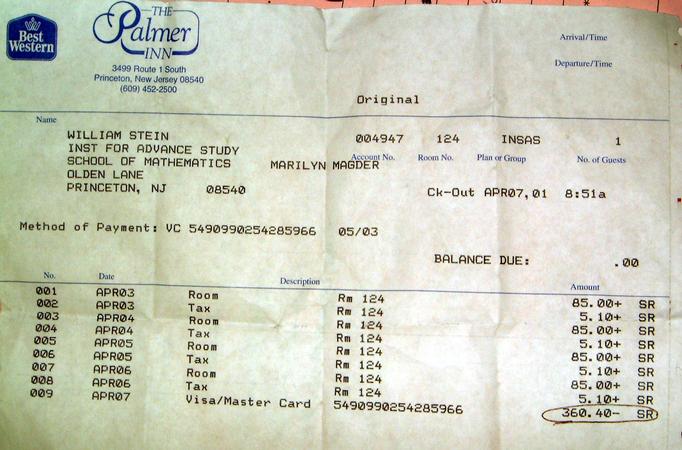 Best Western
THE Palmer INN
3499 Route 1 South
Princeton, New Jersey 08540
(609) 452-2500
Arrival/Time
Departure/Time
Original
Name
WILLIAM STEIN
INST FOR ADVANCE STUDY
SCHOOL OF MATHEMATICS MARILYN MAGDER
OLDEN LANE
PRINCETON, NJ 08540
004947 124 INSAS 1
Account No. Room No. Plan or Group No. of Guests
Ck-Out APR07,01 8:51a
Method of Payment: VC 5490990254285966 05/03
BALANCE DUE: .00
No. Date Description Amount
001 APR03 Room Rm 124 85.00+ SR
002 APR03 Tax Rm 124 5.10+ SR
003 APR04 Room Rm 124 85.00+ SR
004 APR04 Tax Rm 124 5.10+ SR
005 APR05 Room Rm 124 85.00+ SR
006 APR05 Tax Rm 124 5.10+ SR
007 APR06 Room Rm 124 85.00+ SR
008 APR06 Tax Rm 124 5.10+ SR
009 APR07 Visa/Master Card 5490990254285966 360.40- SR